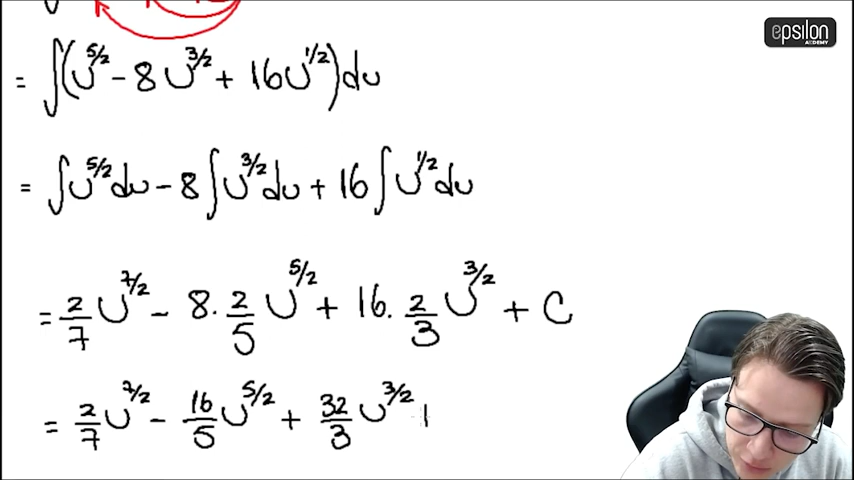 epsilon
AKADEMY
= ∫(u^{5/2} - 8u^{3/2} + 16u^{1/2})du
= ∫u^{5/2}du - 8∫u^{3/2}du + 16∫u^{1/2}du
= 2/7 u^{7/2} - 8 · 2/5 u^{5/2} + 16 · 2/3 u^{3/2} + C
= 2/7 u^{7/2} - 16/5 u^{5/2} + 32/3 u^{3/2}